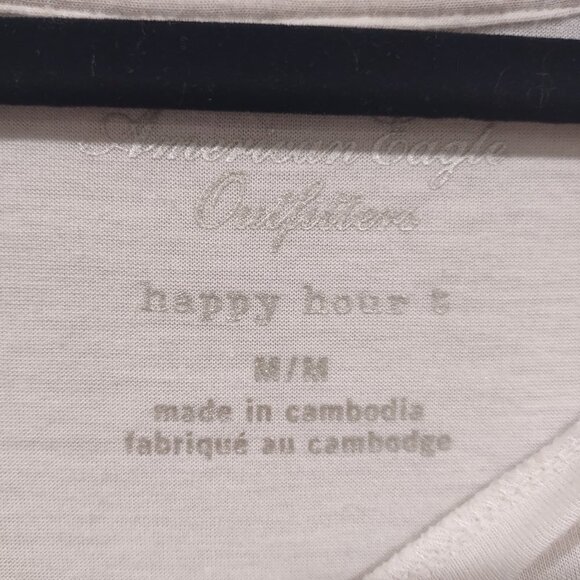 American Eagle
Outfitters
happy hour t
M/M
made in cambodia
fabriqué au cambodge